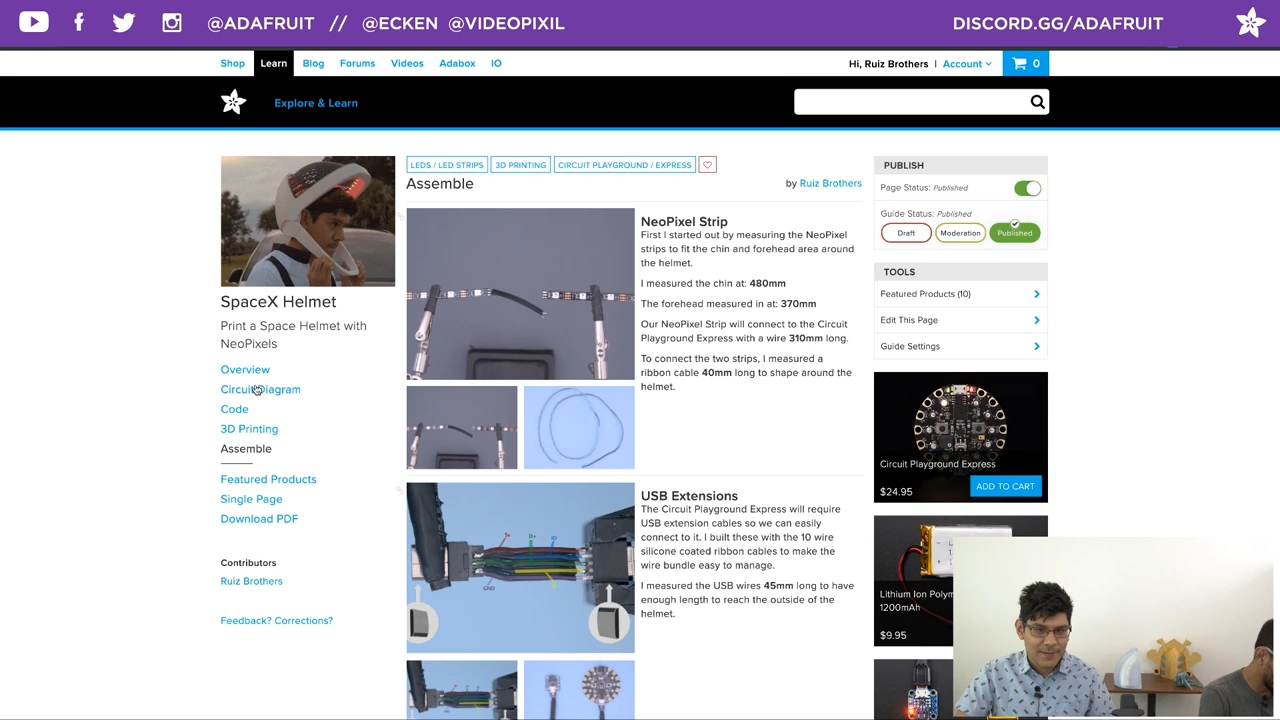 @ADAFRUIT // @ECKEN @VIDEOPIXIL
DISCORD.GG/ADAFRUIT
Shop Learn Blog Forums Videos Adabox IO
Hi, Ruiz Brothers | Account 0
Explore & Learn
SpaceX Helmet
Print a Space Helmet with
NeoPixels
Overview
Circuit Diagram
Code
3D Printing
Assemble
Featured Products
Single Page
Download PDF
Contributors
Ruiz Brothers
Feedback? Corrections?
LEDS / LED STRIPS 3D PRINTING CIRCUIT PLAYGROUND / EXPRESS
Assemble
by Ruiz Brothers
NeoPixel Strip
First I started out by measuring the NeoPixel
strips to fit the chin and forehead area around
the helmet.
I measured the chin at: 480mm
The forehead measured in at: 370mm
Our NeoPixel Strip will connect to the Circuit
Playground Express with a wire 310mm long.
To connect the two strips, I measured a
ribbon cable 40mm long to shape around the
helmet.
USB Extensions
The Circuit Playground Express will require
USB extension cables so we can easily
connect to it. I built these with the 10 wire
silicone coated ribbon cables to make the
wire bundle easy to manage.
I measured the USB wires 45mm long to have
enough length to reach the outside of the
helmet.
GND
PUBLISH
Page Status: Published
Guide Status: Published
Draft Moderation Published
TOOLS
Featured Products (10)
Edit This Page
Guide Settings
Circuit Playground Express
$24.95 ADD TO CART
Lithium Ion Polym
1200mAh
$9.95